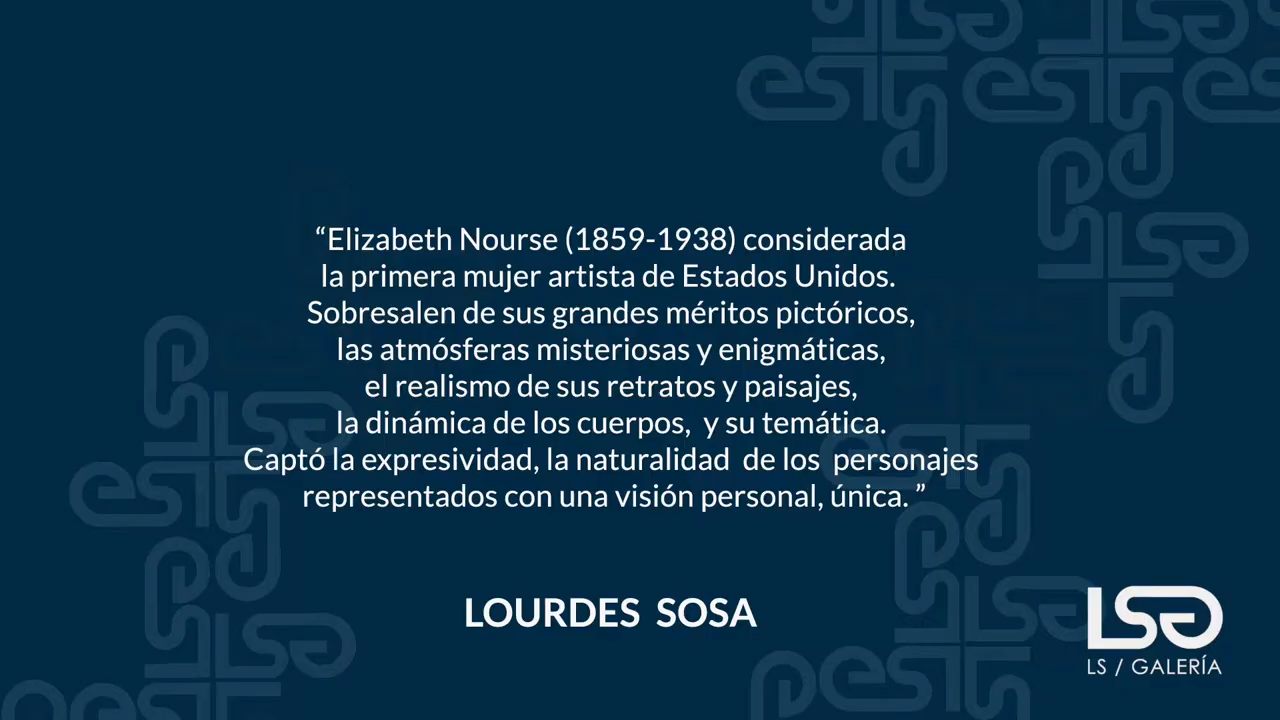 “Elizabeth Nourse (1859-1938) considerada
la primera mujer artista de Estados Unidos.
Sobresalen de sus grandes méritos pictóricos,
las atmósferas misteriosas y enigmáticas,
el realismo de sus retratos y paisajes,
la dinámica de los cuerpos,  y su temática.
Captó la expresividad, la naturalidad  de los  personajes
representados con una visión personal, única. ”
LOURDES  SOSA
LSG
LS / GALERÍA